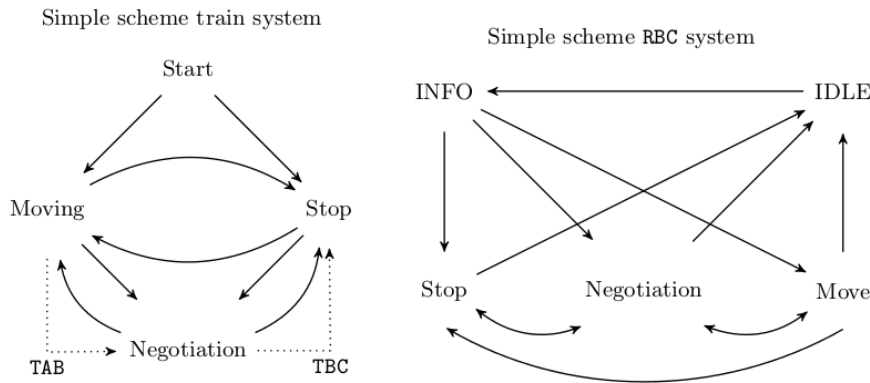 Simple scheme train system
Start
Moving
Stop
Negotiation
TAB
TBC
Simple scheme RBC system
INFO
IDLE
Stop
Negotiation
Move